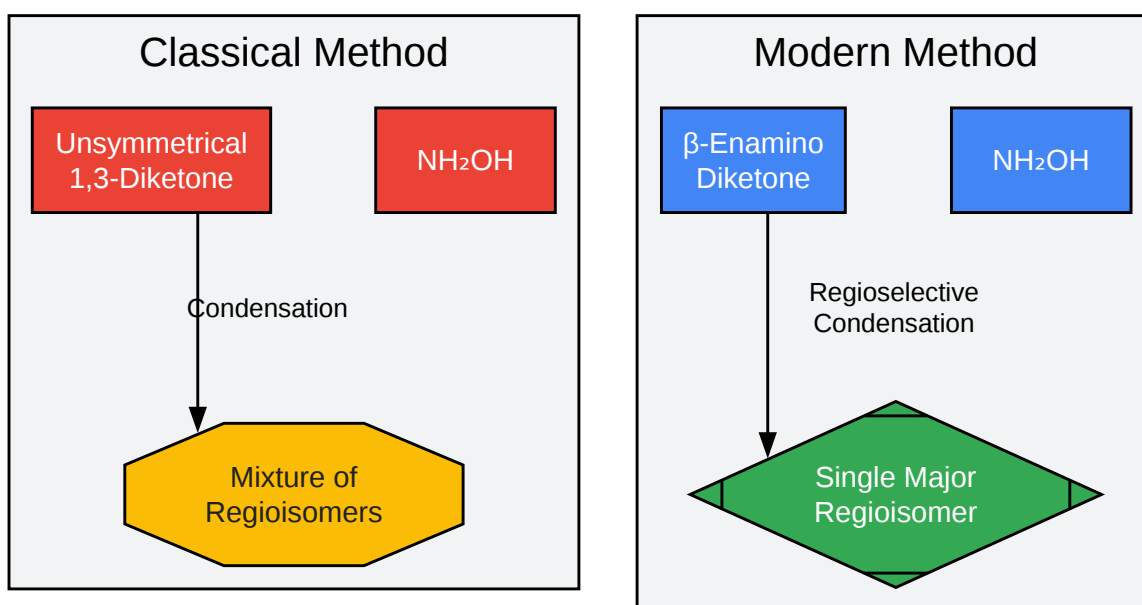 Classical Method
Unsymmetrical
1,3-Diketone
NH₂OH
Condensation
Mixture of
Regioisomers
Modern Method
β-Enamino
Diketone
NH₂OH
Regioselective
Condensation
Single Major
Regioisomer